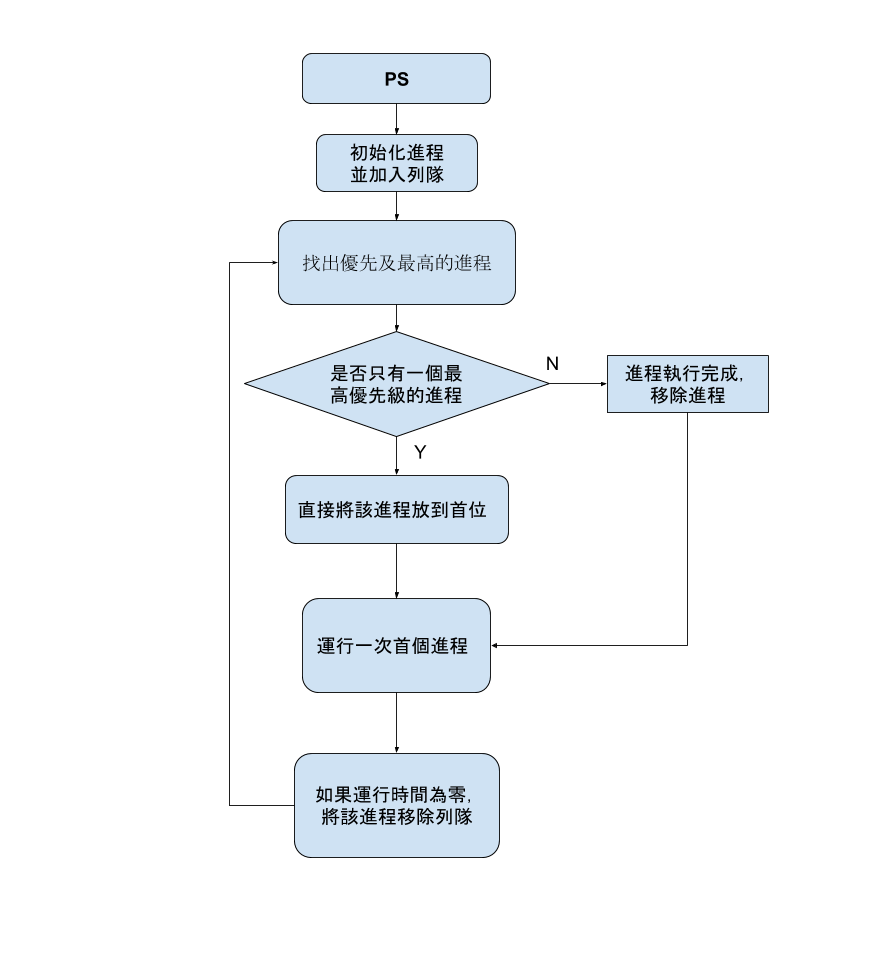 PS
初始化進程
並加入列隊
找出優先及最高的進程
是否只有一個最
高優先級的進程
N
進程執行完成,
移除進程
Y
直接將該進程放到首位
運行一次首個進程
如果運行時間為零,
將該進程移除列隊